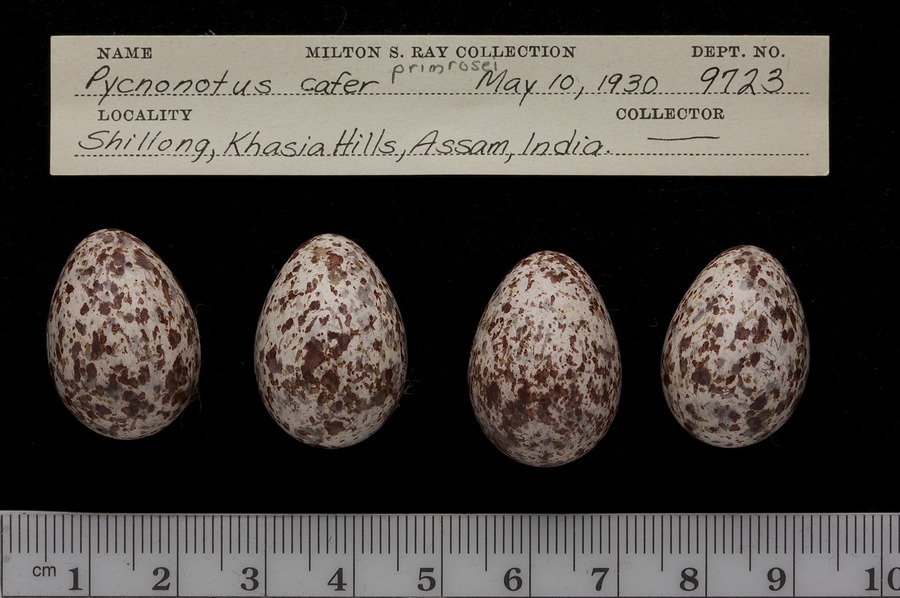 NAME MILTON S. RAY COLLECTION DEPT. NO.
Pycnonotus cafer primrosei May 10, 1930 9723
LOCALITY COLLECTOR
Shillong, Khasia Hills, Assam, India.
cm 1 2 3 4 5 6 7 8 9 10